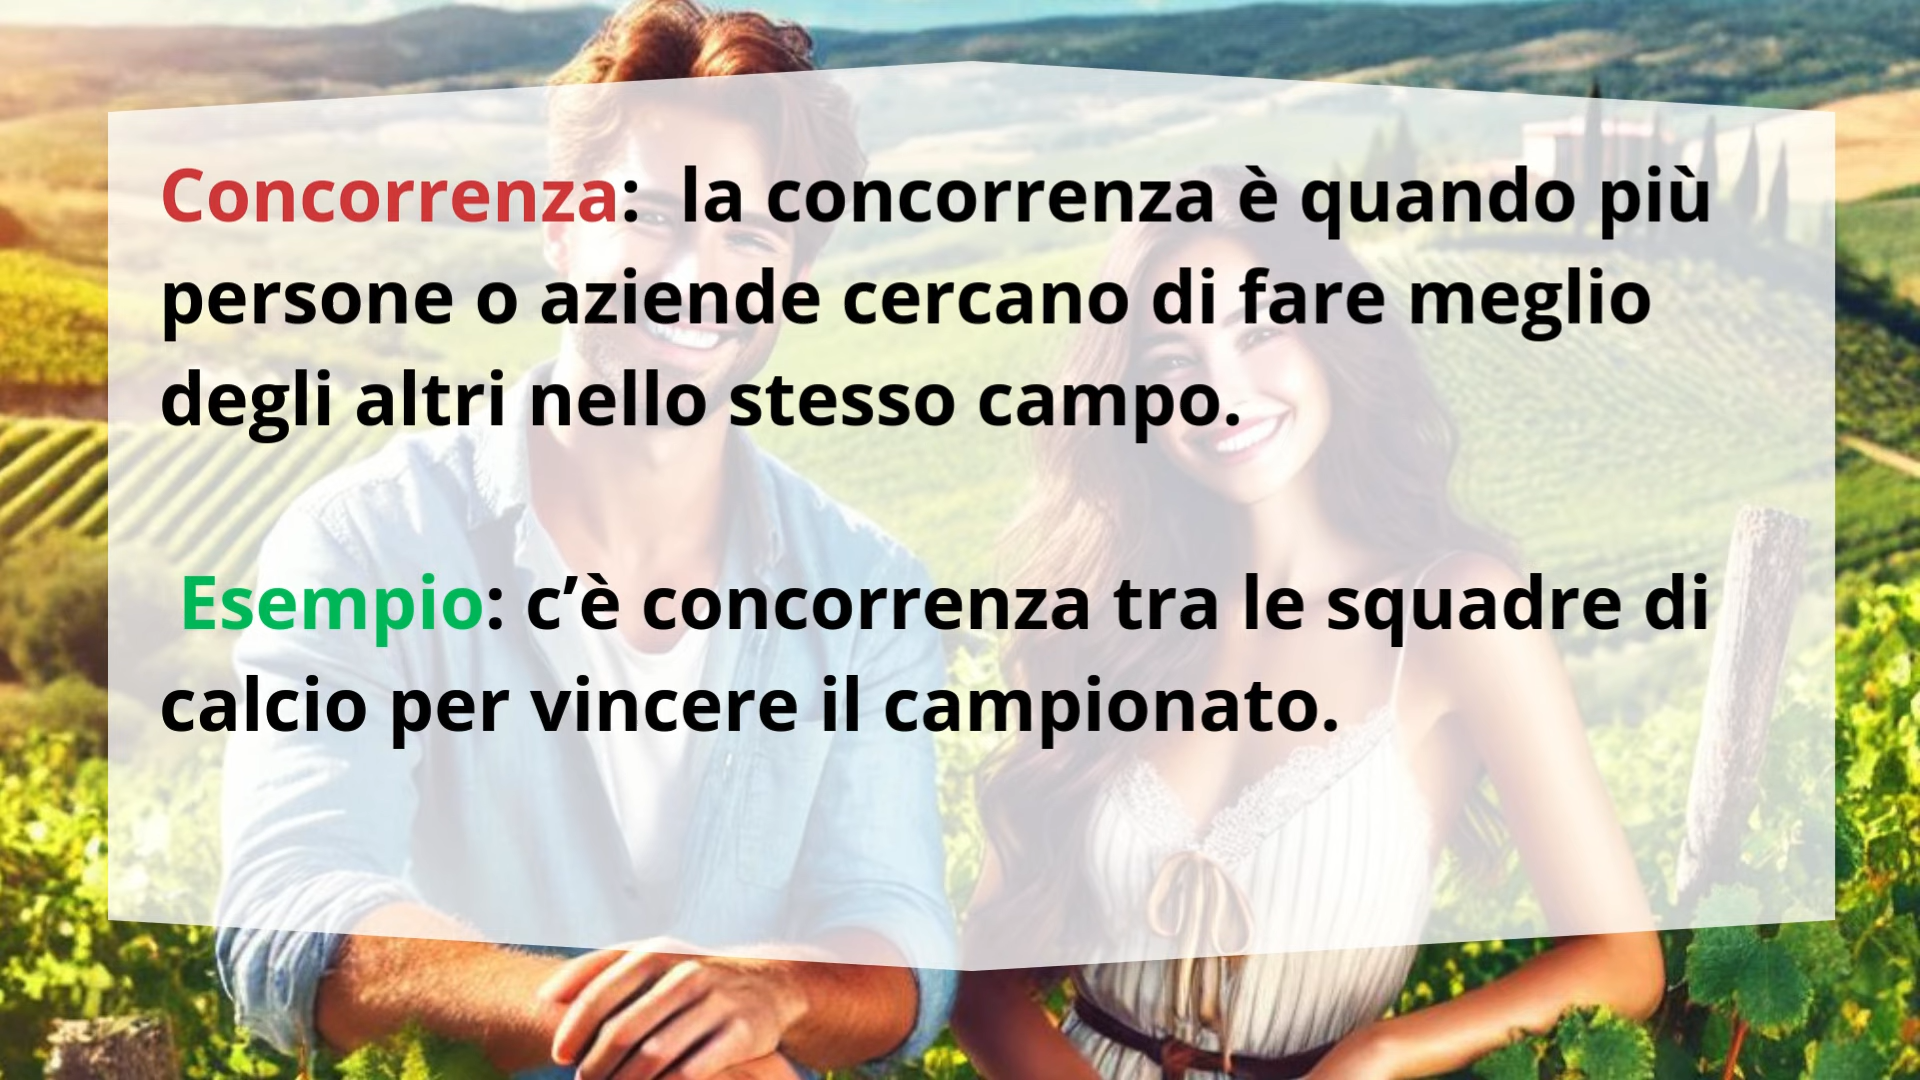 Concorrenza: la concorrenza è quando più
persone o aziende cercano di fare meglio
degli altri nello stesso campo.
Esempio: c’è concorrenza tra le squadre di
calcio per vincere il campionato.